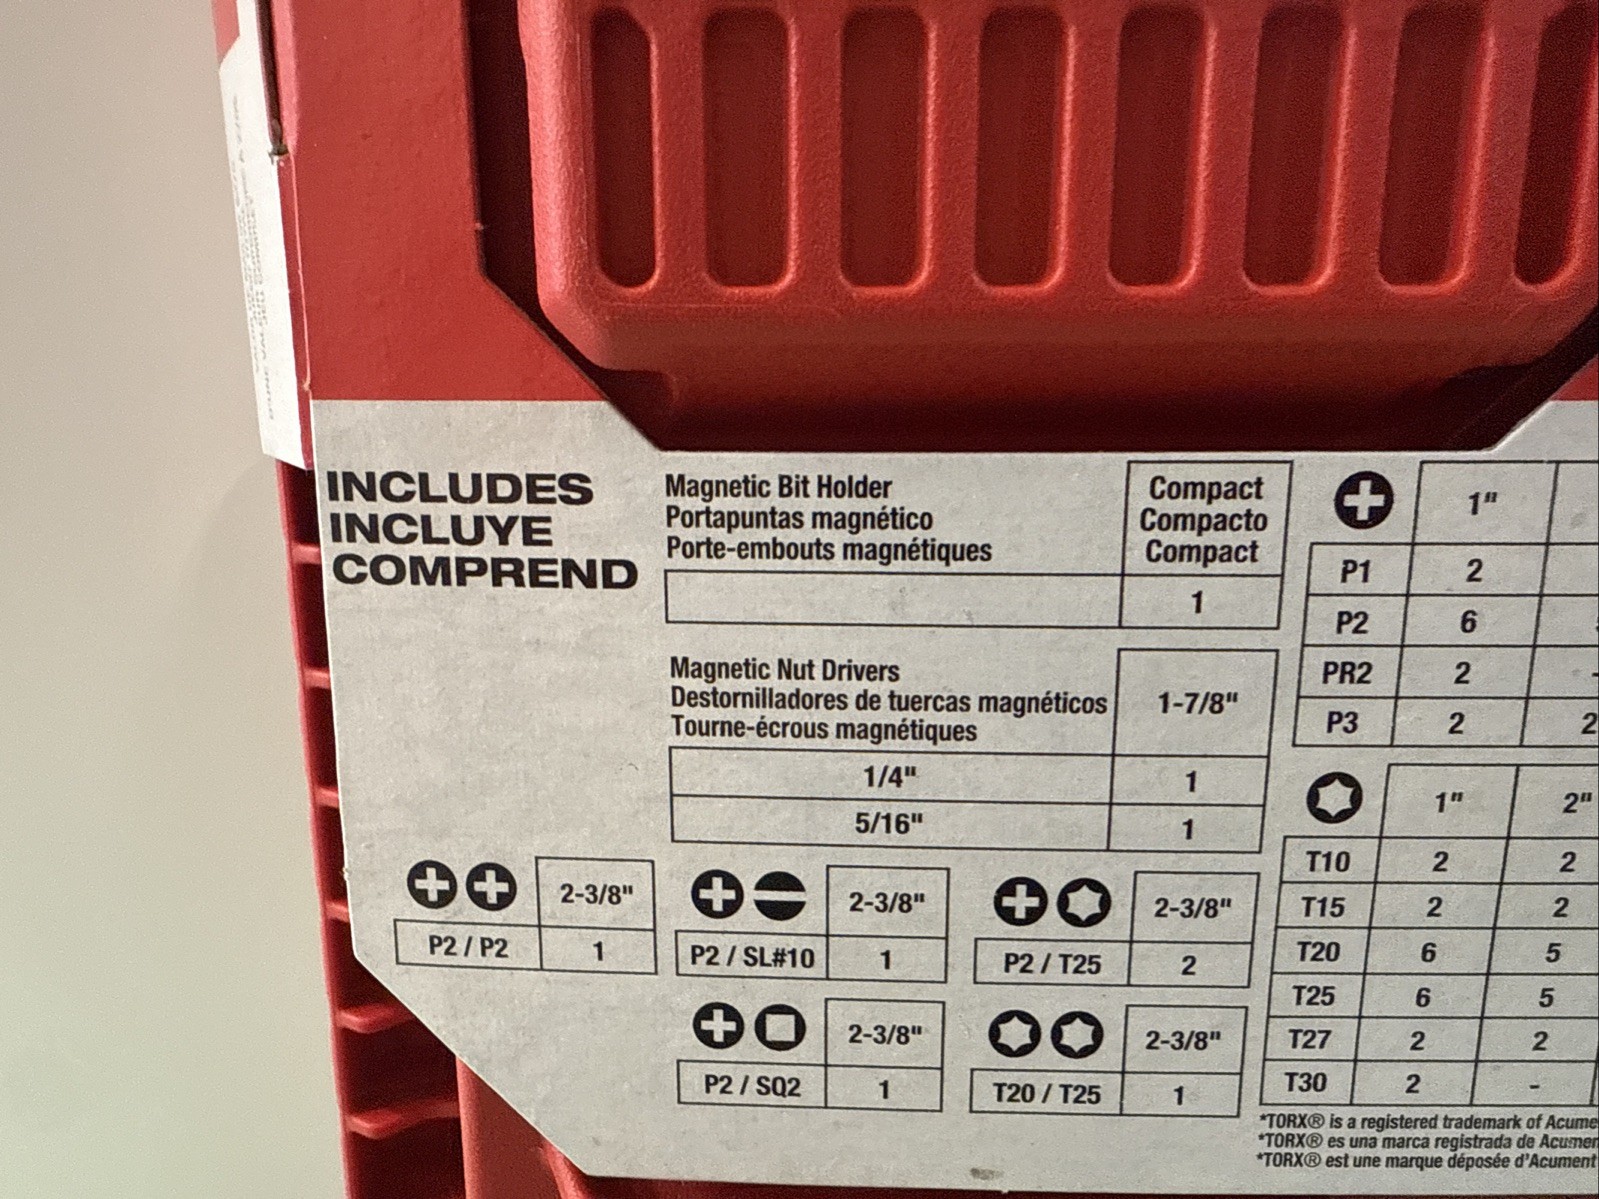 INCLUDES
INCLUYE
COMPREND
Magnetic Bit Holder
Portapuntas magnético
Porte-embouts magnétiques
Compact
Compacto
Compact
1
Magnetic Nut Drivers
Destornilladores de tuercas magnéticos
Tourne-écrous magnétiques
1-7/8"
1/4" 1
5/16" 1
2-3/8"
P2 / P2 1
2-3/8"
P2 / SL#10 1
2-3/8"
P2 / T25 2
2-3/8"
P2 / SQ2 1
2-3/8"
T20 / T25 1
1"
P1 2
P2 6
PR2 2 -
P3 2 2
1" 2"
T10 2 2
T15 2 2
T20 6 5
T25 6 5
T27 2 2
T30 2 -
*TORX® is a registered trademark of
*TORX® es una marca registrada de
*TORX® est une marque déposée d'Acument